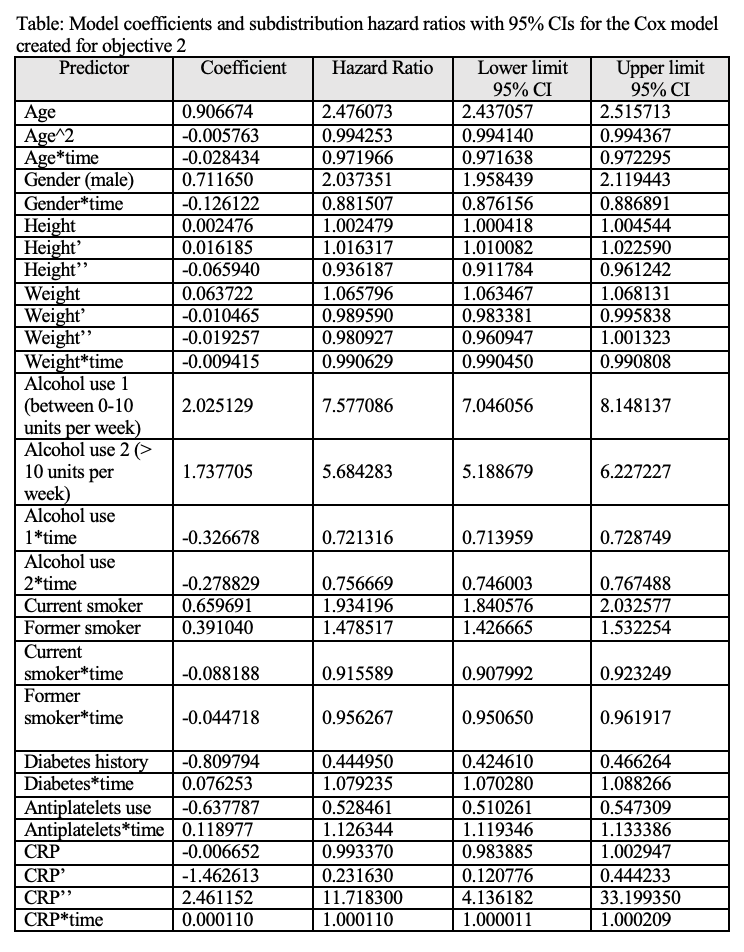 Table: Model coefficients and subdistribution hazard ratios with 95% CIs for the Cox model
created for objective 2
Predictor Coefficient Hazard Ratio Lower limit Upper limit
95% CI 95% CI
Age 0.906674 2.476073 2.437057 2.515713
Age^2 -0.005763 0.994253 0.994140 0.994367
Age*time -0.028434 0.971966 0.971638 0.972295
Gender (male) 0.711650 2.037351 1.958439 2.119443
Gender*time -0.126122 0.881507 0.876156 0.886891
Height 0.002476 1.002479 1.000418 1.004544
Height’ 0.016185 1.016317 1.010082 1.022590
Height’’ -0.065940 0.936187 0.911784 0.961242
Weight 0.063722 1.065796 1.063467 1.068131
Weight’ -0.010465 0.989590 0.983381 0.995838
Weight’’ -0.019257 0.980927 0.960947 1.001323
Weight*time -0.009415 0.990629 0.990450 0.990808
Alcohol use 1
(between 0-10 2.025129 7.577086 7.046056 8.148137
units per week)
Alcohol use 2 (>
10 units per 1.737705 5.684283 5.188679 6.227227
week)
Alcohol use
1*time -0.326678 0.721316 0.713959 0.728749
Alcohol use
2*time -0.278829 0.756669 0.746003 0.767488
Current smoker 0.659691 1.934196 1.840576 2.032577
Former smoker 0.391040 1.478517 1.426665 1.532254
Current
smoker*time -0.088188 0.915589 0.907992 0.923249
Former
smoker*time -0.044718 0.956267 0.950650 0.961917
Diabetes history -0.809794 0.444950 0.424610 0.466264
Diabetes*time 0.076253 1.079235 1.070280 1.088266
Antiplatelets use -0.637787 0.528461 0.510261 0.547309
Antiplatelets*time 0.118977 1.126344 1.119346 1.133386
CRP -0.006652 0.993370 0.983885 1.002947
CRP’ -1.462613 0.231630 0.120776 0.444233
CRP’’ 2.461152 11.718300 4.136182 33.199350
CRP*time 0.000110 1.000110 1.000011 1.000209